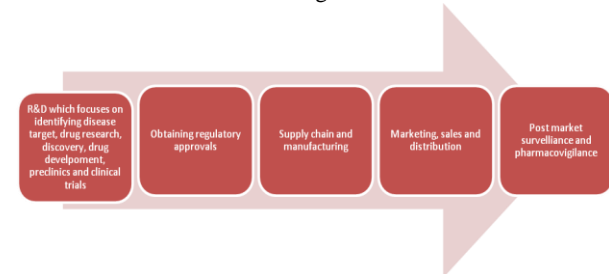 R&D which focuses on
identifying disease
target, drug research,
discovery, drug
develpoment,
preclinics and clinical
trials
Obtaining regulatory
approvals
Supply chain and
manufacturing
Marketing, sales and
distribution
Post market
surveillance and
pharmacovigilance